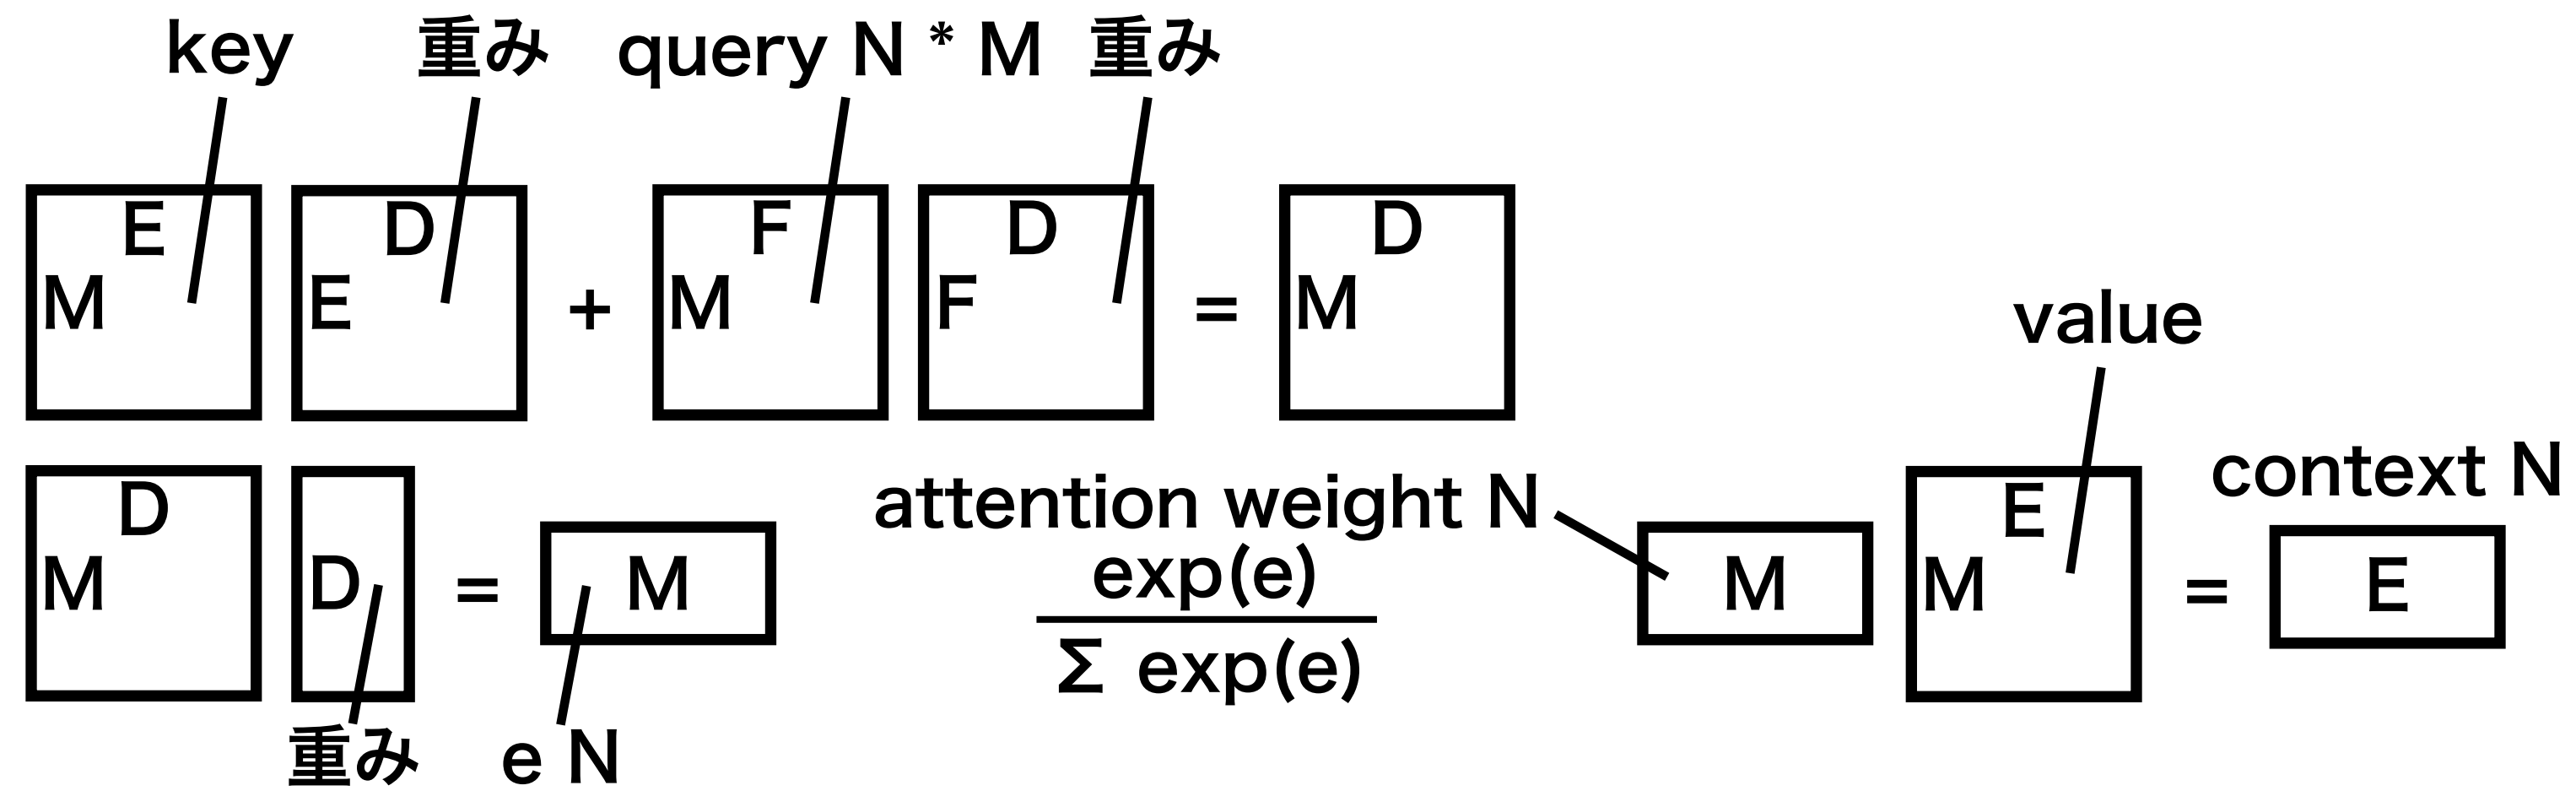 key 重み query N * M 重み
E D F D D
M E + M F = M
value
D attention weight N E context N
M D = M exp(e) M M = E
Σ exp(e)
重み e N